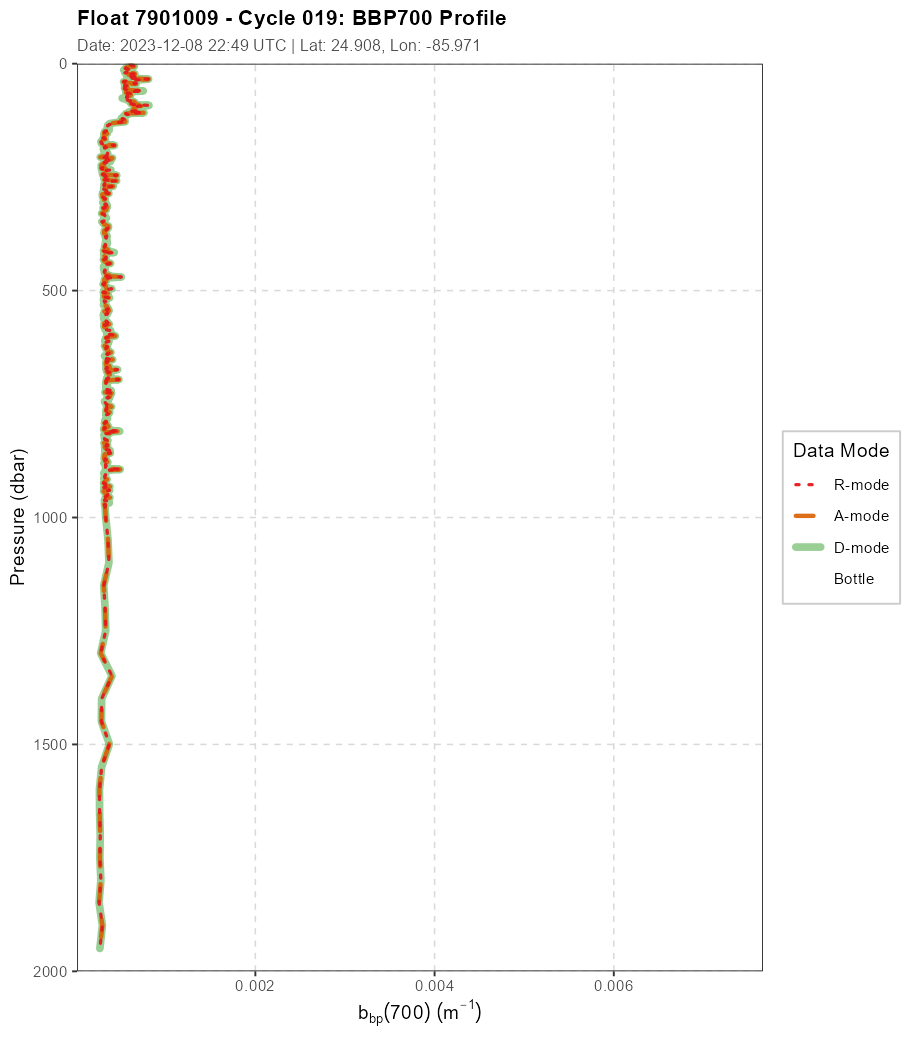 Float 7901009 - Cycle 019: BBP700 Profile
Date: 2023-12-08 22:49 UTC | Lat: 24.908, Lon: -85.971
0
500
1000
1500
2000
Pressure (dbar)
0.002
0.004
0.006
b_bp(700) (m⁻¹)
Data Mode
R-mode
A-mode
D-mode
Bottle